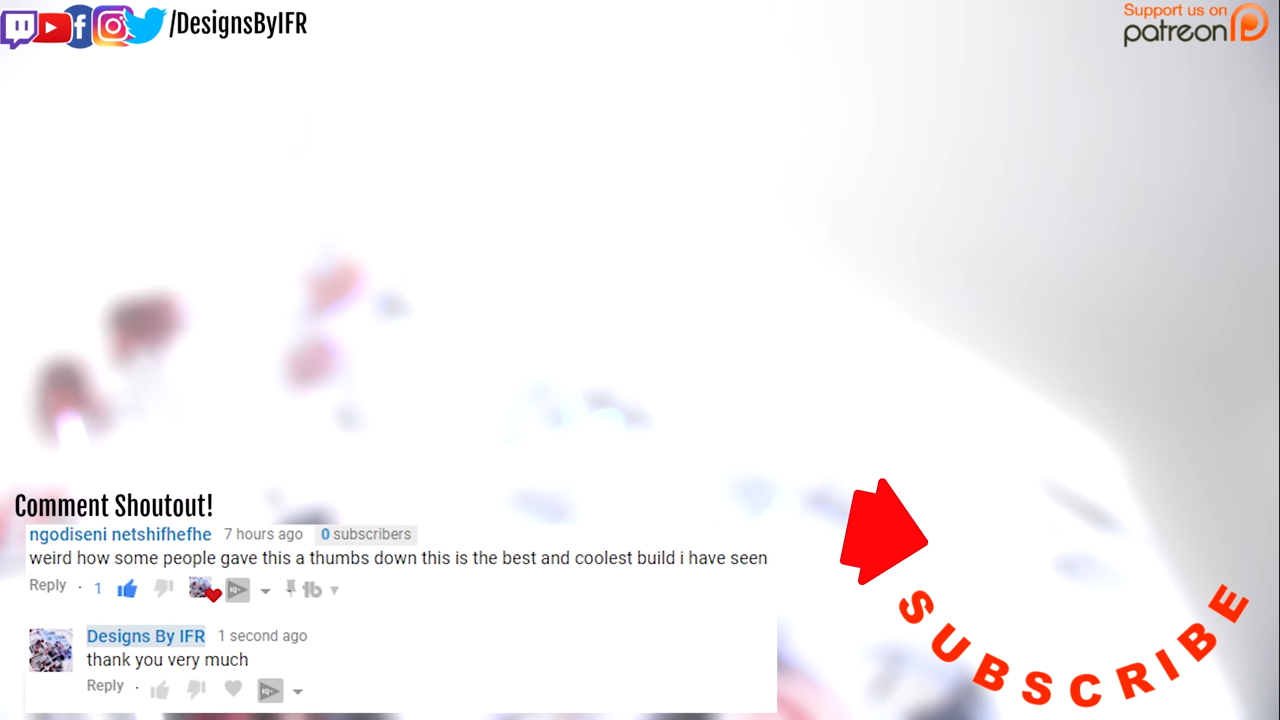 /DesignsByIFR
Support us on
patreon
Comment Shoutout!
ngodiseni netshifhefhe 7 hours ago 0 subscribers
weird how some people gave this a thumbs down this is the best and coolest build i have seen
Reply · 1
Designs By IFR 1 second ago
thank you very much
Reply ·
SUBSCRIBE